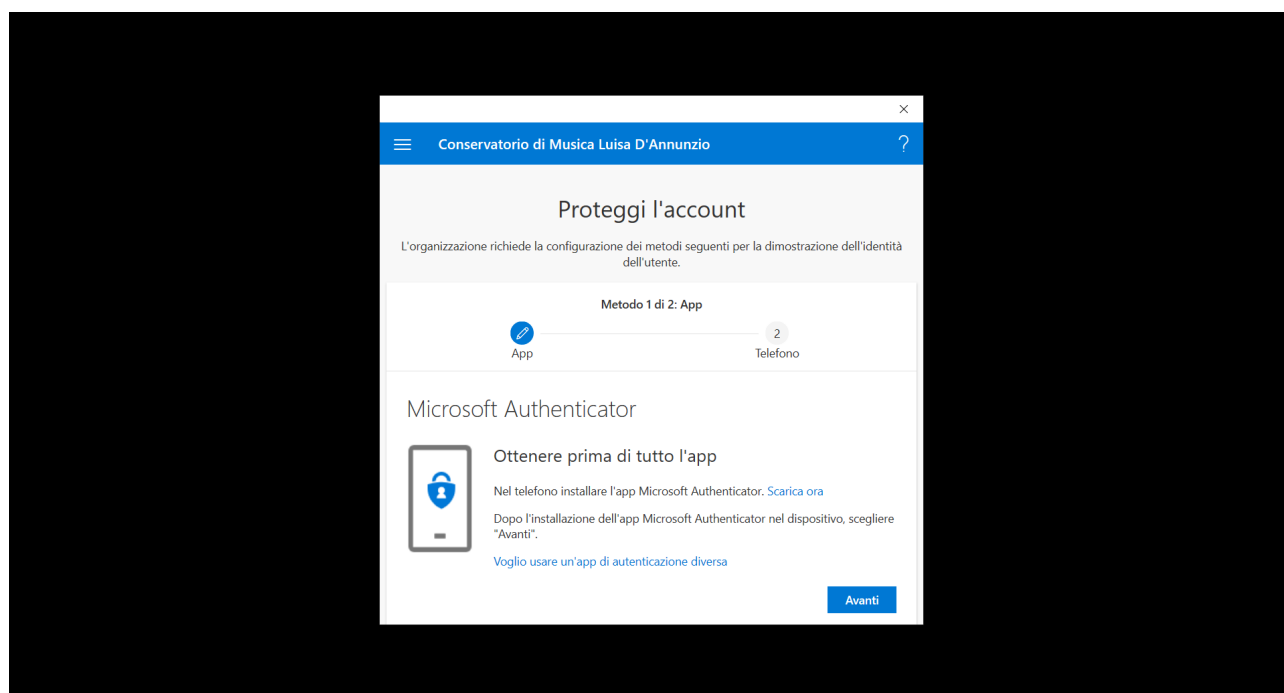 Conservatorio di Musica Luisa D'Annunzio
?
Proteggi l'account
L'organizzazione richiede la configurazione dei metodi seguenti per la dimostrazione dell'identità
dell'utente.
Metodo 1 di 2: App
2
App
Telefono
Microsoft Authenticator
Ottenere prima di tutto l'app
Nel telefono installare l'app Microsoft Authenticator. Scarica ora
Dopo l'installazione dell'app Microsoft Authenticator nel dispositivo, scegliere
"Avanti".
Voglio usare un'app di autenticazione diversa
Avanti